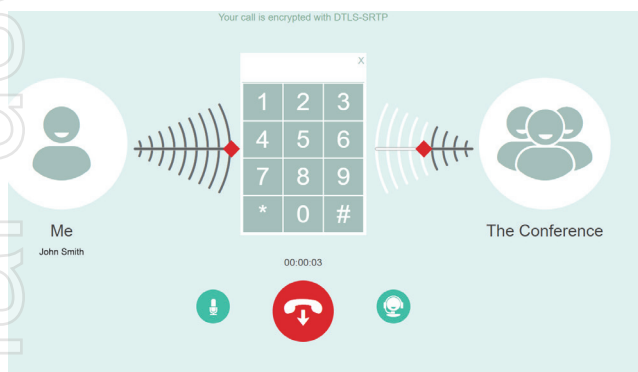 Your call is encrypted with DTLS-SRTP
X
1 2 3
4 5 6
7 8 9
* 0 #
Me
John Smith
The Conference
00:00:03